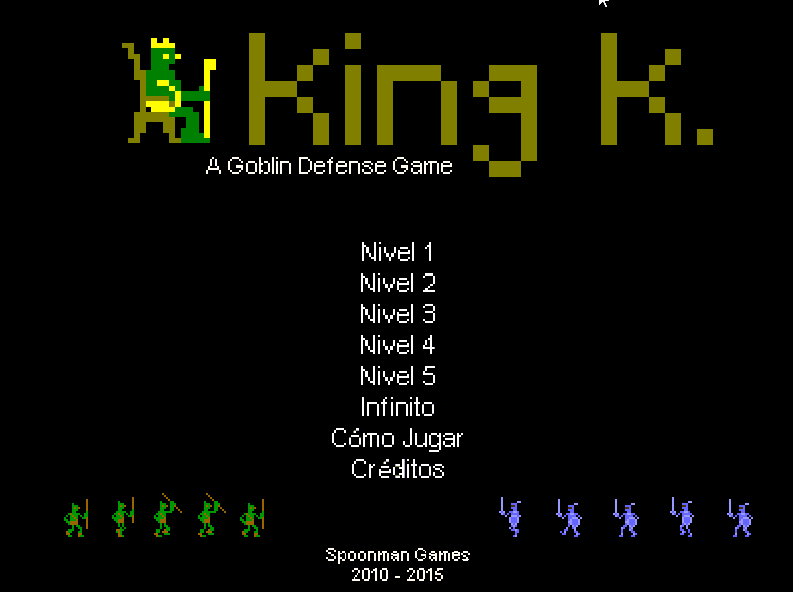 King K.
A Goblin Defense Game
Nivel 1
Nivel 2
Nivel 3
Nivel 4
Nivel 5
Infinito
Cómo Jugar
Créditos
Spoonman Games
2010 - 2015